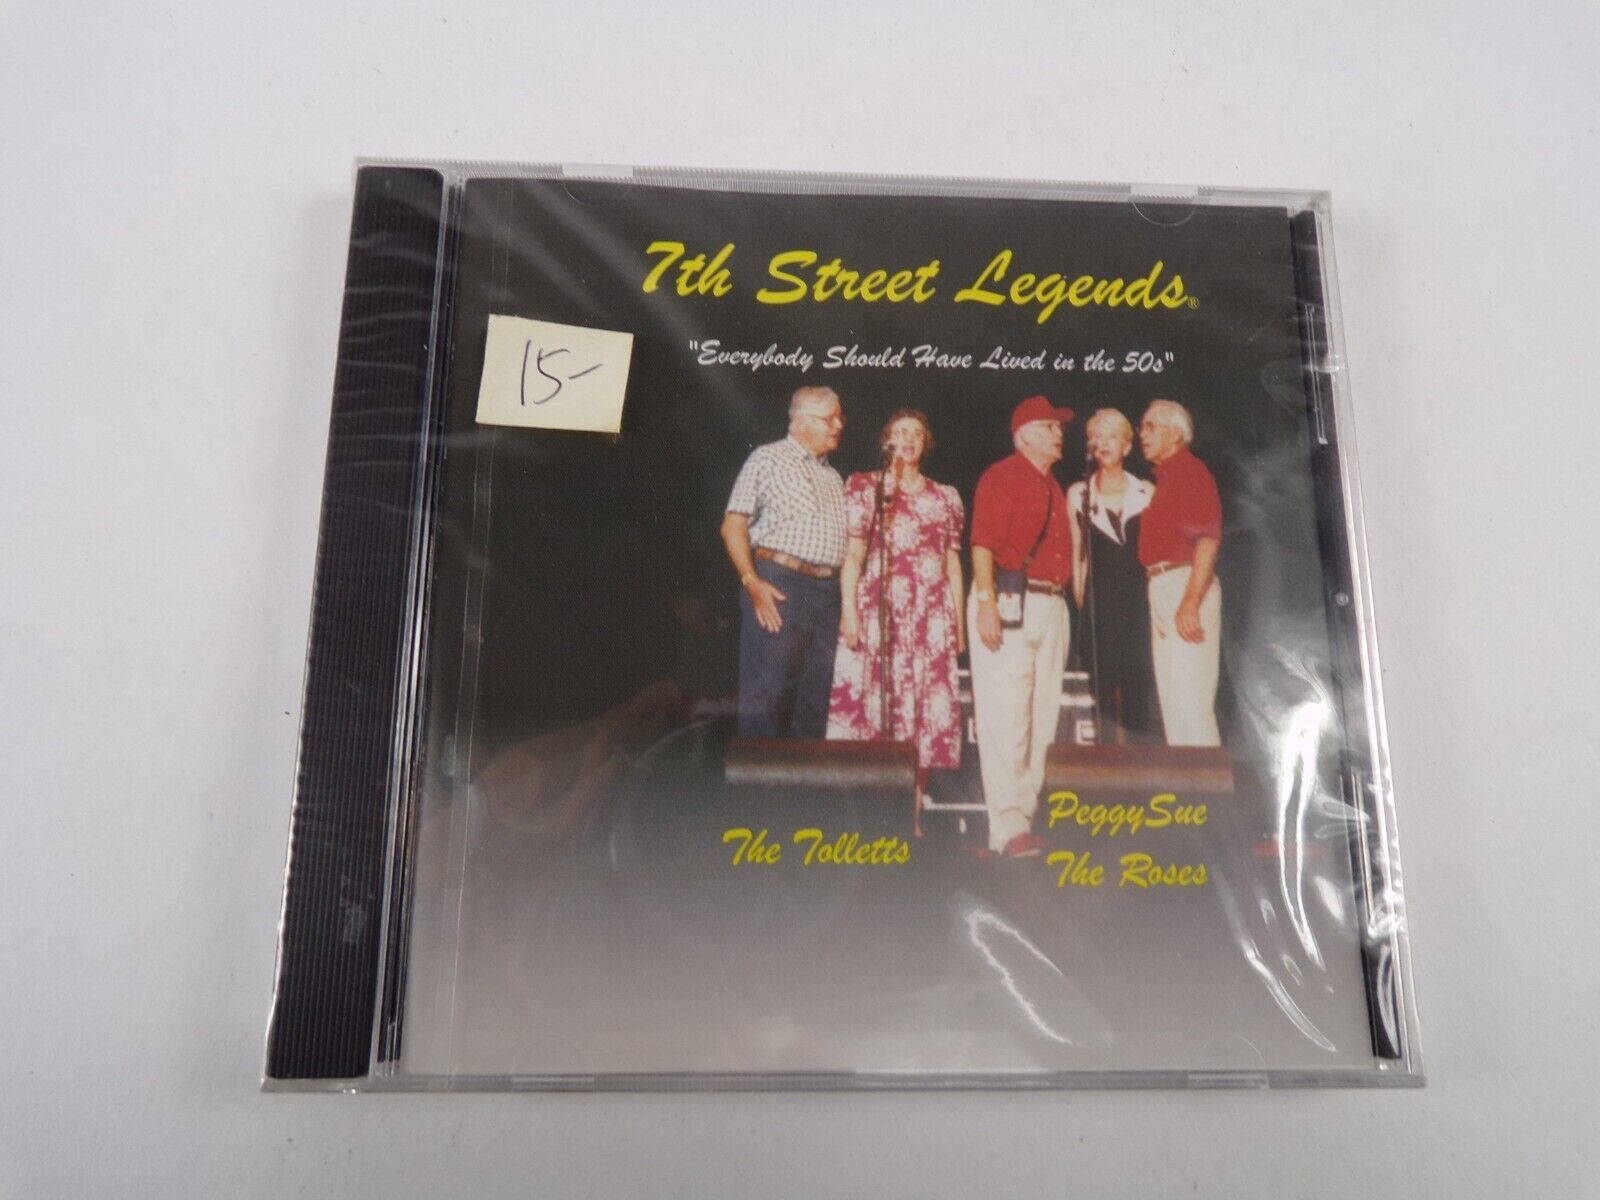 7th Street Legends®
"Everybody Should Have Lived in the 50s"
15-
The Tolletts
PeggySue
The Roses